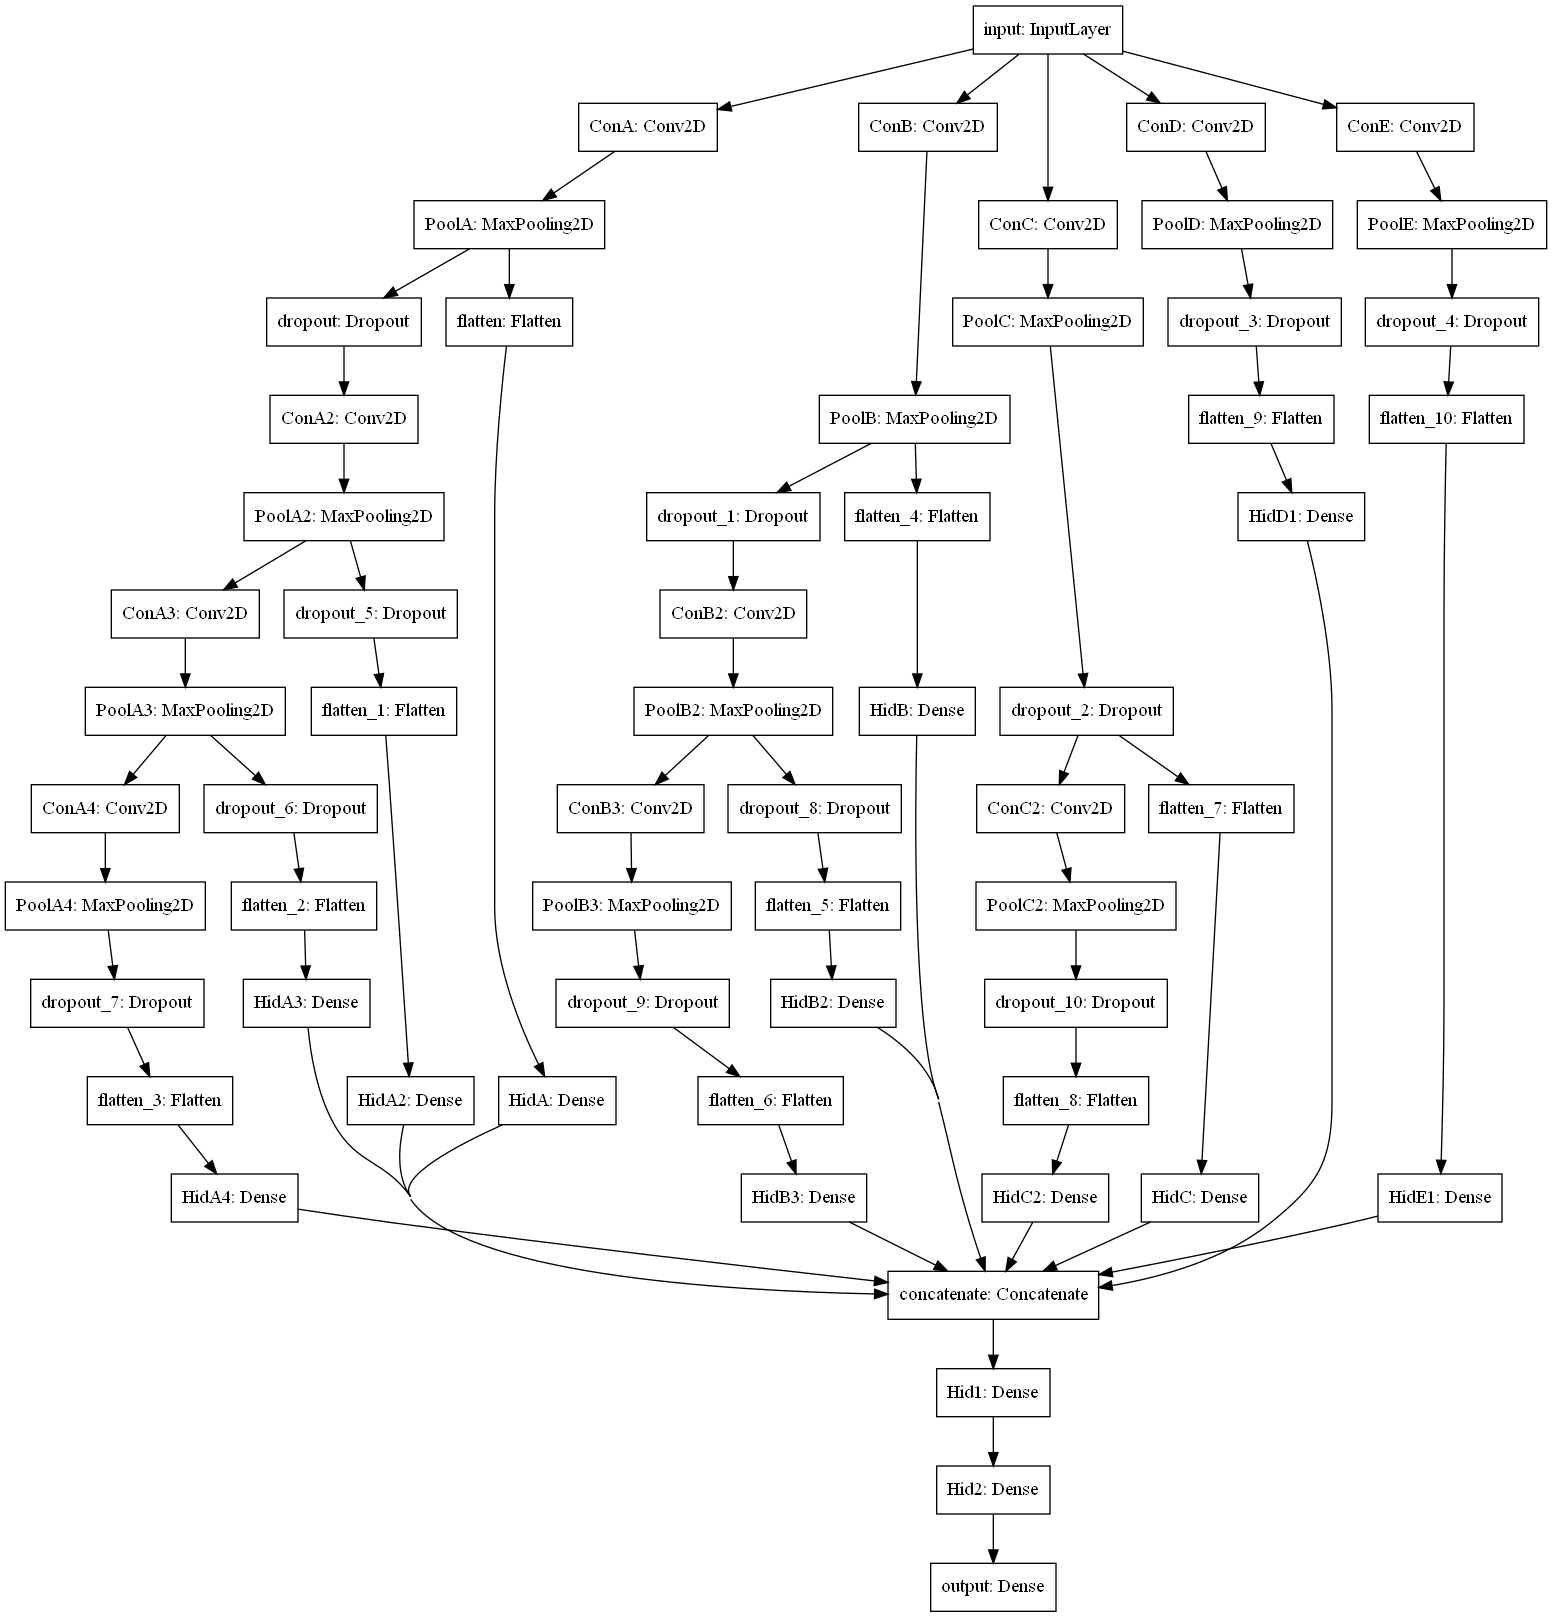 input: InputLayer
ConA: Conv2D
ConB: Conv2D
ConD: Conv2D
ConE: Conv2D
PoolA: MaxPooling2D
ConC: Conv2D
PoolD: MaxPooling2D
PoolE: MaxPooling2D
dropout: Dropout
flatten: Flatten
PoolC: MaxPooling2D
dropout_3: Dropout
dropout_4: Dropout
ConA2: Conv2D
PoolB: MaxPooling2D
flatten_9: Flatten
flatten_10: Flatten
PoolA2: MaxPooling2D
dropout_1: Dropout
flatten_4: Flatten
HidD1: Dense
ConA3: Conv2D
dropout_5: Dropout
ConB2: Conv2D
PoolA3: MaxPooling2D
flatten_1: Flatten
PoolB2: MaxPooling2D
HidB: Dense
dropout_2: Dropout
ConA4: Conv2D
dropout_6: Dropout
ConB3: Conv2D
dropout_8: Dropout
ConC2: Conv2D
flatten_7: Flatten
PoolA4: MaxPooling2D
flatten_2: Flatten
PoolB3: MaxPooling2D
flatten_5: Flatten
PoolC2: MaxPooling2D
dropout_7: Dropout
HidA3: Dense
dropout_9: Dropout
HidB2: Dense
dropout_10: Dropout
flatten_3: Flatten
HidA2: Dense
HidA: Dense
flatten_6: Flatten
flatten_8: Flatten
HidA4: Dense
HidB3: Dense
HidC2: Dense
HidC: Dense
HidE1: Dense
concatenate: Concatenate
Hid1: Dense
Hid2: Dense
output: Dense